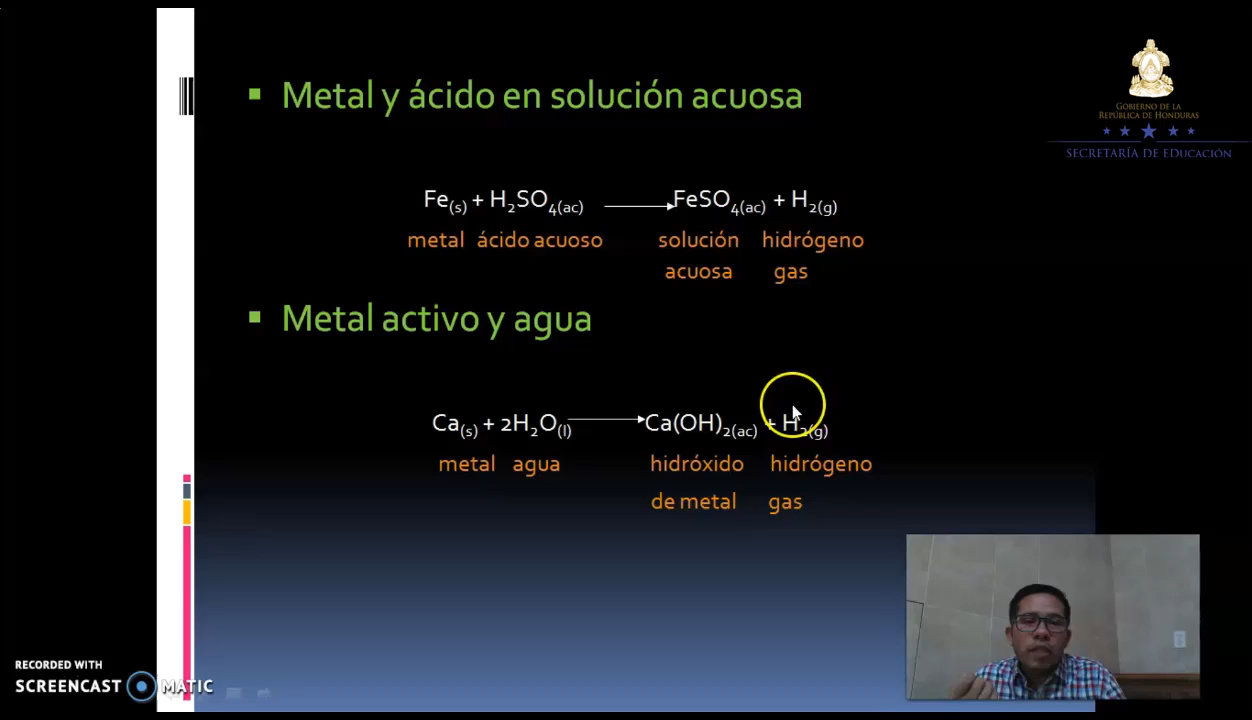 Metal y ácido en solución acuosa
GOBIERNO DE LA
REPÚBLICA DE HONDURAS
SECRETARÍA DE EDUCACIÓN
Fe(s) + H2SO4(ac) → FeSO4(ac) + H2(g)
metal ácido acuoso solución hidrógeno
acuosa gas
Metal activo y agua
Ca(s) + 2H2O(l) → Ca(OH)2(ac) + H2(g)
metal agua hidróxido hidrógeno
de metal gas
RECORDED WITH
SCREENCAST MATIC